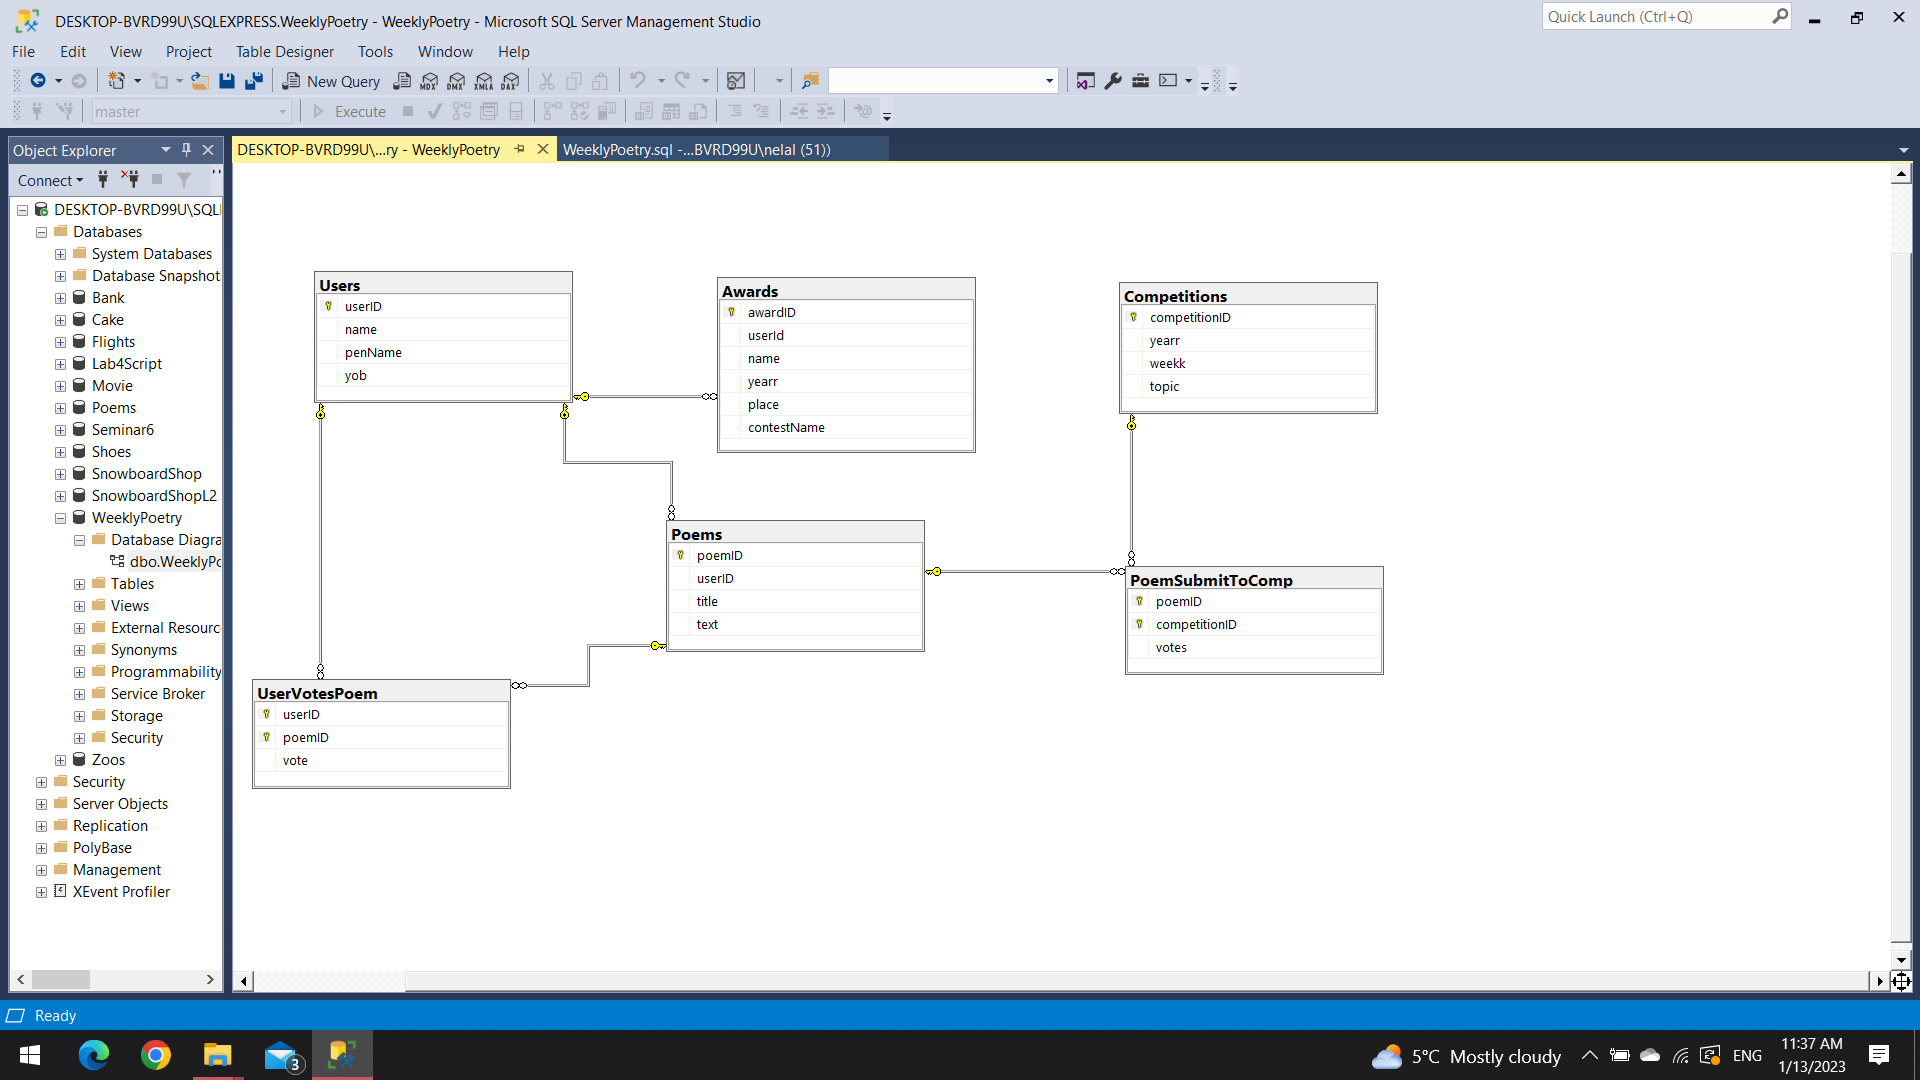 DESKTOP-BVRD99U\SQLEXPRESS.WeeklyPoetry - WeeklyPoetry - Microsoft SQL Server Management Studio
Quick Launch (Ctrl+Q)
File Edit View Project Table Designer Tools Window Help
New Query MDX DMX XMLA DAX
master Execute
Object Explorer
DESKTOP-BVRD99U\...ry - WeeklyPoetry
WeeklyPoetry.sql -...BVRD99U\nelal (51))
Connect
DESKTOP-BVRD99U\SQL
Databases
System Databases
Database Snapshot
Bank
Cake
Flights
Lab4Script
Movie
Poems
Seminar6
Shoes
SnowboardShop
SnowboardShopL2
WeeklyPoetry
Database Diagra
dbo.WeeklyPo
Tables
Views
External Resourc
Synonyms
Programmability
Service Broker
Storage
Security
Zoos
Security
Server Objects
Replication
PolyBase
Management
XEvent Profiler
Users
userID
name
penName
yob
Awards
awardID
userId
name
yearr
place
contestName
Competitions
competitionID
yearr
weekk
topic
Poems
poemID
userID
title
text
PoemSubmitToComp
poemID
competitionID
votes
UserVotesPoem
userID
poemID
vote
Ready
3
5°C Mostly cloudy
ENG
11:37 AM
1/13/2023